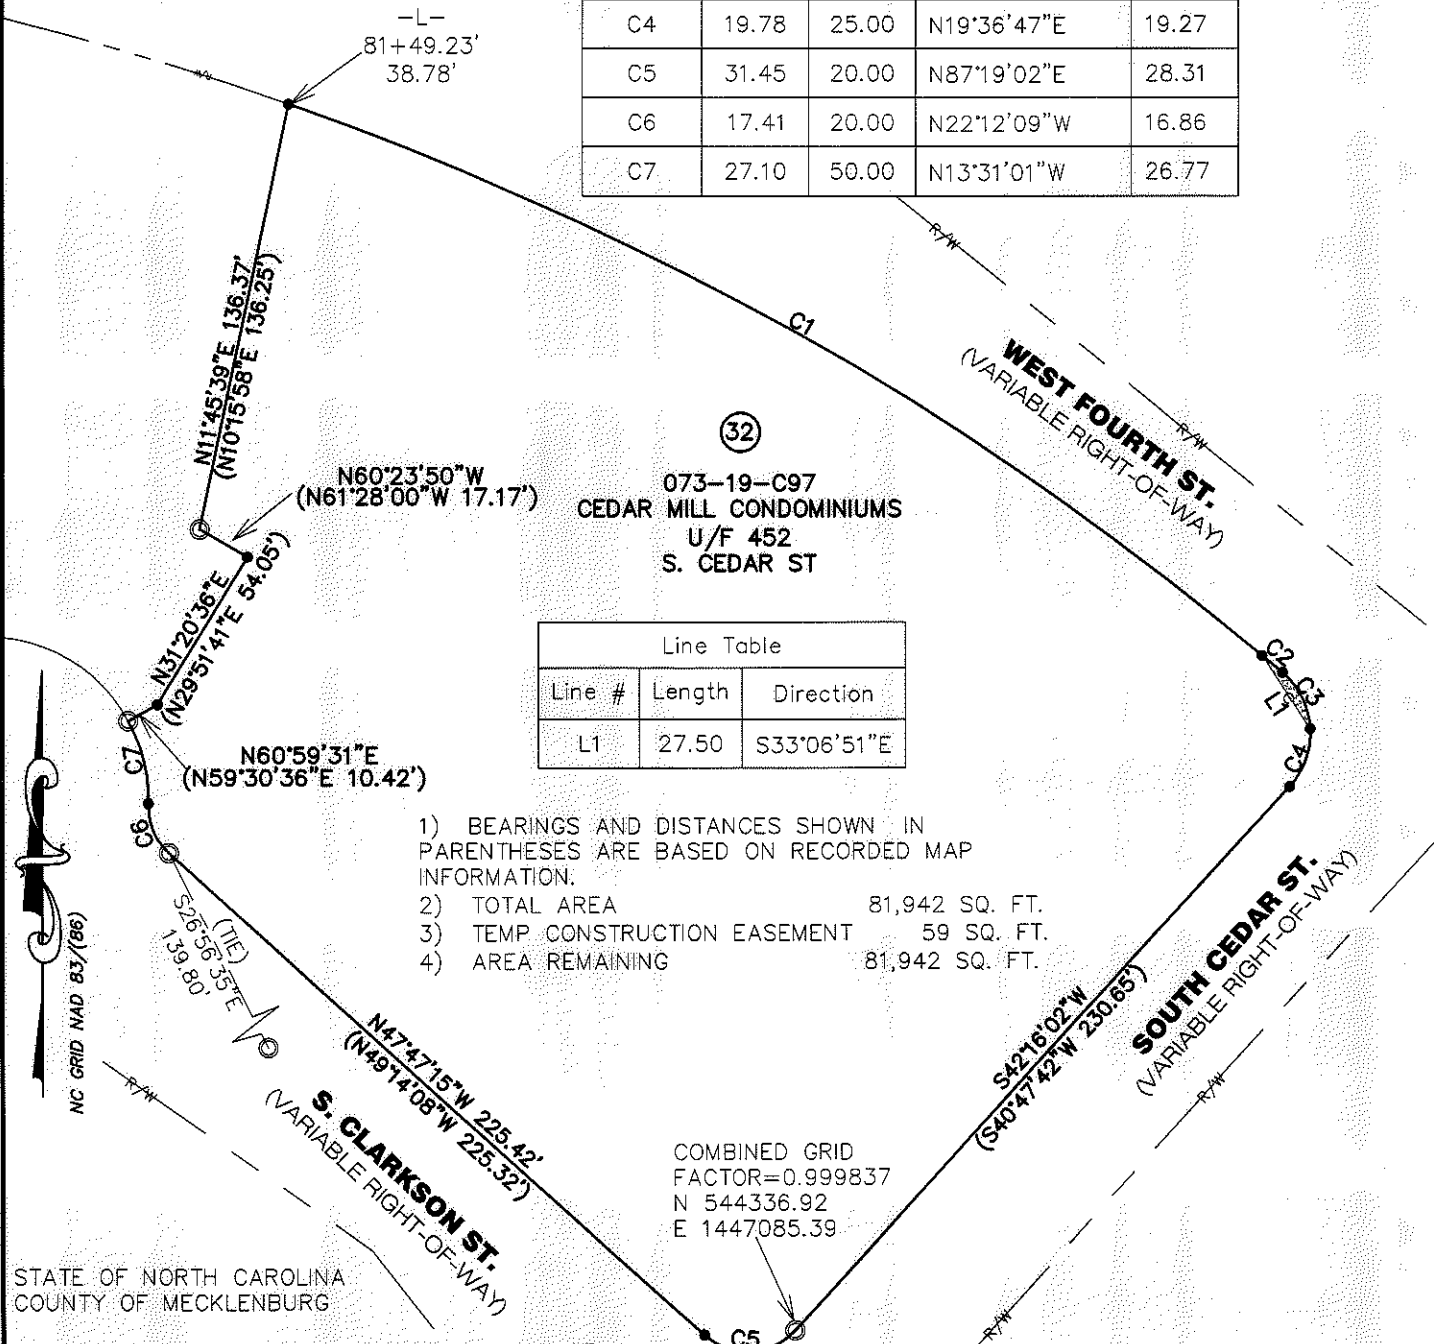 -L-
81+49.23'
38.78'
C4 19.78 25.00 N19°36'47"E 19.27
C5 31.45 20.00 N87°19'02"E 28.31
C6 17.41 20.00 N22°12'09"W 16.86
C7 27.10 50.00 N13°31'01"W 26.77
R/W
C1
N11°45'39"E 136.37'
(N10°15'58"E 136.25')
WEST FOURTH ST.
(VARIABLE RIGHT-OF-WAY)
R/W
32
073-19-C97
CEDAR MILL CONDOMINIUMS
U/F 452
S. CEDAR ST
N60°23'50"W
(N61°28'00"W 17.17')
N31°20'36"E
(N29°51'41"E 54.05')
Line Table
Line # Length Direction
L1 27.50 S33°06'51"E
C2
C3
L1
C4
N60°59'31"E
(N59°30'36"E 10.42')
C7
C6
1) BEARINGS AND DISTANCES SHOWN IN
PARENTHESES ARE BASED ON RECORDED MAP
INFORMATION.
2) TOTAL AREA 81,942 SQ. FT.
3) TEMP CONSTRUCTION EASEMENT 59 SQ. FT.
4) AREA REMAINING 81,942 SQ. FT.
(TIE)
S26°56'35"E
139.80'
NC GRID NAD 83/(86)
SOUTH CEDAR ST.
(VARIABLE RIGHT-OF-WAY)
S42°16'02"W
(S40°47'42"W 230.65')
R/W
N47°47'15"W 225.42'
(N49°14'08"W 225.32')
R/W
S. CLARKSON ST.
(VARIABLE RIGHT-OF-WAY)
COMBINED GRID
FACTOR=0.999837
N 544336.92
E 1447085.39
STATE OF NORTH CAROLINA
COUNTY OF MECKLENBURG
C5
R/W